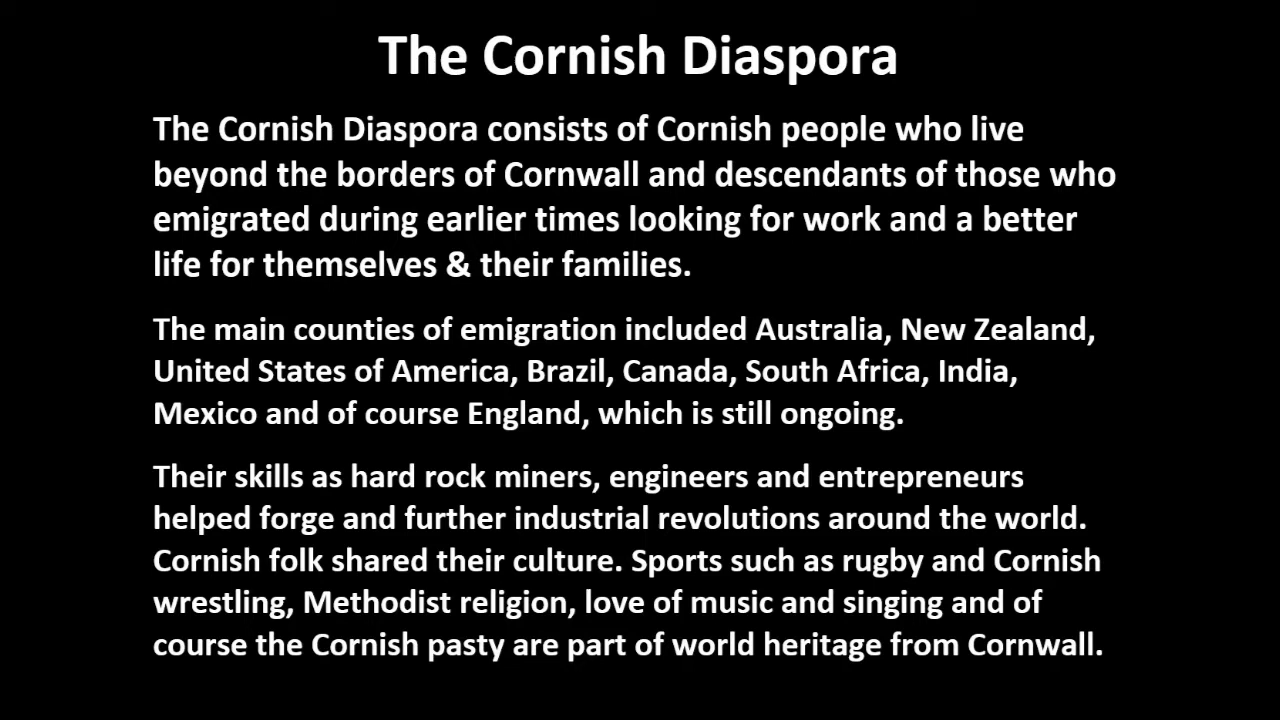 The Cornish Diaspora
The Cornish Diaspora consists of Cornish people who live
beyond the borders of Cornwall and descendants of those who
emigrated during earlier times looking for work and a better
life for themselves & their families.
The main counties of emigration included Australia, New Zealand,
United States of America, Brazil, Canada, South Africa, India,
Mexico and of course England, which is still ongoing.
Their skills as hard rock miners, engineers and entrepreneurs
helped forge and further industrial revolutions around the world.
Cornish folk shared their culture. Sports such as rugby and Cornish
wrestling, Methodist religion, love of music and singing and of
course the Cornish pasty are part of world heritage from Cornwall.